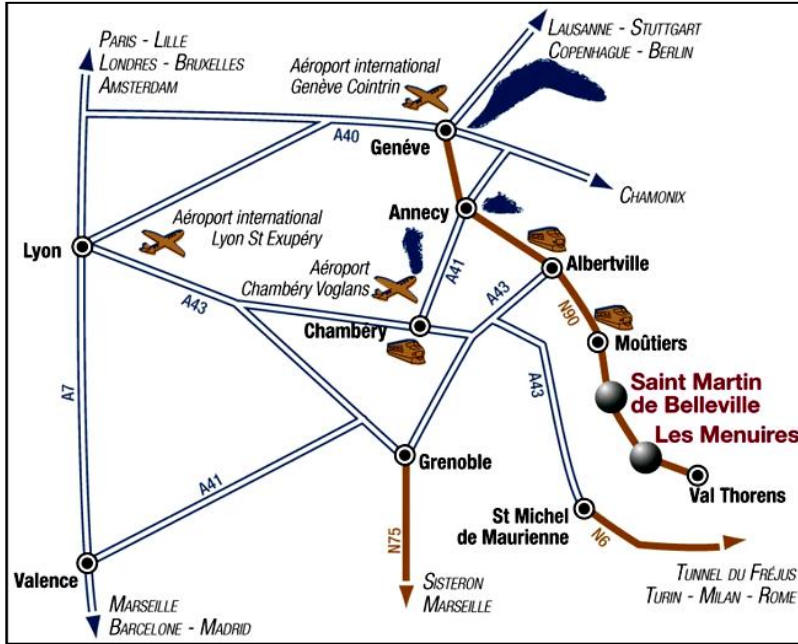 PARIS - LILLE
LONDRES - BRUXELLES
AMSTERDAM
LAUSANNE - STUTTGART
COPENHAGUE - BERLIN
Aéroport international
Genève Cointrin
A40
Genéve
CHAMONIX
Annecy
Aéroport international
Lyon St Exupéry
Lyon
Aéroport
Chambéry Voglans
A41
Albertville
A43
A43
N90
Chambéry
Moûtiers
A43
A7
Saint Martin
de Belleville
Les Menuires
Grenoble
A41
Val Thorens
St Michel
de Maurienne
N75
N6
Valence
SISTERON
MARSEILLE
TUNNEL DU FRÉJUS
TURIN - MILAN - ROME
MARSEILLE
BARCELONE - MADRID